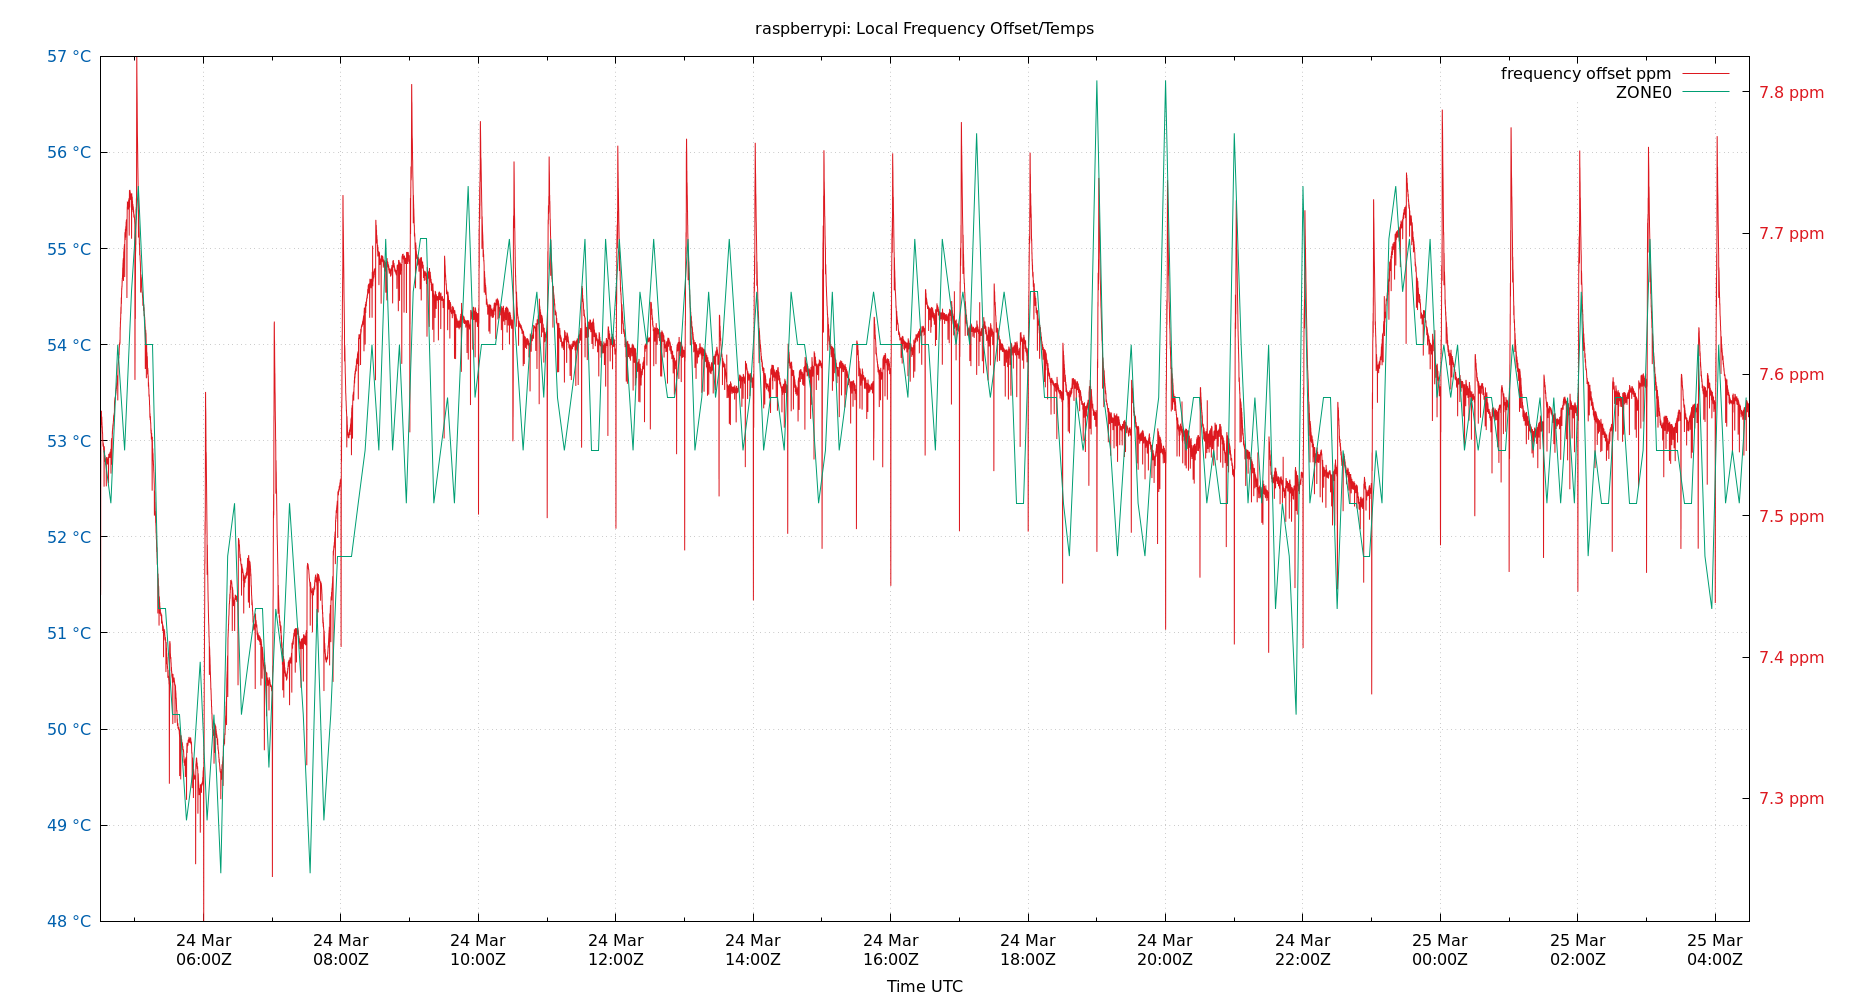 raspberrypi: Local Frequency Offset/Temps
frequency offset ppm
ZONE0
57 °C
56 °C
55 °C
54 °C
53 °C
52 °C
51 °C
50 °C
49 °C
48 °C
7.8 ppm
7.7 ppm
7.6 ppm
7.5 ppm
7.4 ppm
7.3 ppm
24 Mar
06:00Z
24 Mar
08:00Z
24 Mar
10:00Z
24 Mar
12:00Z
24 Mar
14:00Z
24 Mar
16:00Z
24 Mar
18:00Z
24 Mar
20:00Z
24 Mar
22:00Z
25 Mar
00:00Z
25 Mar
02:00Z
25 Mar
04:00Z
Time UTC